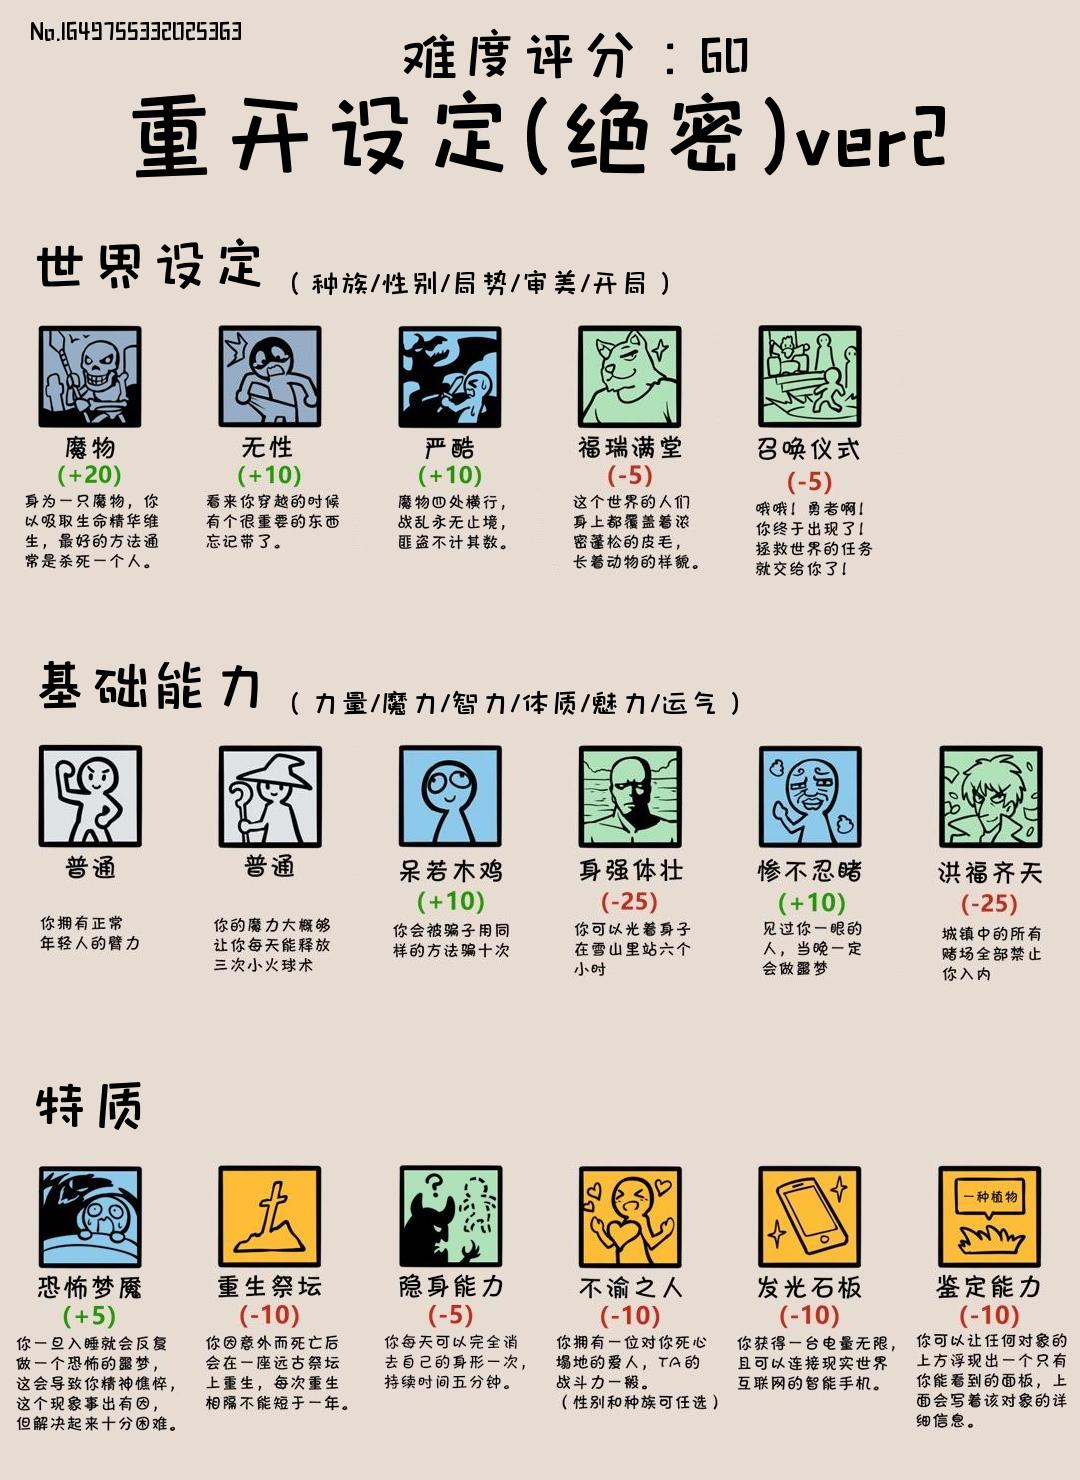 No.1649755332025363
难度评分：60
重开设定(绝密)ver2
世界设定（种族/性别/局势/审美/开局）
魔物
(+20)
身为一只魔物，你
以吸取生命精华维
生，最好的方法通
常是杀死一个人。
无性
(+10)
看来你穿越的时候
有个很重要的东西
忘记带了。
严酷
(+10)
魔物四处横行，
战乱永无止境，
匪盗不计其数。
福瑞满堂
(-5)
这个世界的人们
身上都覆盖着浓
密蓬松的皮毛，
长着动物的样貌。
召唤仪式
(-5)
哦哦！勇者啊！
你终于出现了！
拯救世界的任务
就交给你了！
基础能力（力量/魔力/智力/体质/魅力/运气）
普通
你拥有正常
年轻人的臂力
普通
你的魔力大概够
让你每天能释放
三次小火球术
呆若木鸡
(+10)
你会被骗子用同
样的方法骗十次
身强体壮
(-25)
你可以光着身子
在雪山里站六个
小时
惨不忍睹
(+10)
见过你一眼的
人，当晚一定
会做噩梦
洪福齐天
(-25)
城镇中的所有
赌场全部禁止
你入内
特质
恐怖梦魇
(+5)
你一旦入睡就会反复
做一个恐怖的噩梦，
这会导致你精神憔悴，
这个现象事出有因，
但解决起来十分困难。
重生祭坛
(-10)
你因意外而死亡后
会在一座远古祭坛
上重生，每次重生
相隔不能短于一年。
?
隐身能力
(-5)
你每天可以完全消
去自己的身形一次，
持续时间五分钟。
不渝之人
(-10)
你拥有一位对你死心
塌地的爱人，TA的
战斗力一般。
（性别和种族可任选）
发光石板
(-10)
你获得一台电量无限，
且可以连接现实世界
互联网的智能手机。
一种植物
鉴定能力
(-10)
你可以让任何对象的
上方浮现出一个只有
你能看到的面板，上
面会写着该对象的详
细信息。